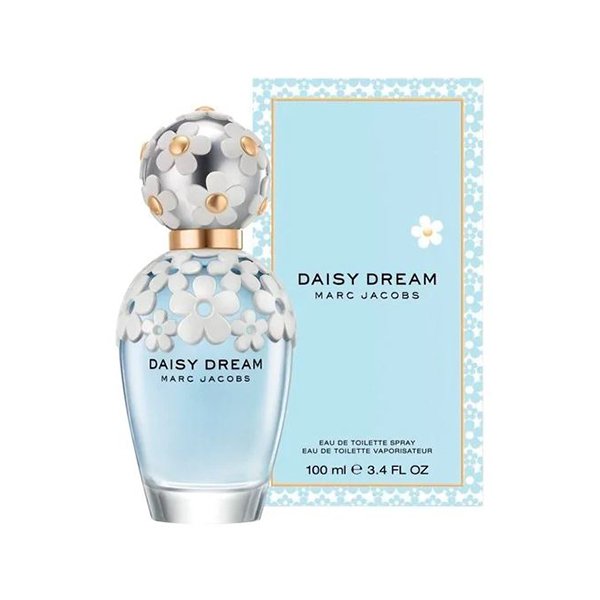 DAISY DREAM
MARC JACOBS
DAISY DREAM
MARC JACOBS
EAU DE TOILETTE SPRAY
EAU DE TOILETTE VAPORISATEUR
100 ml ℮ 3.4 FL OZ